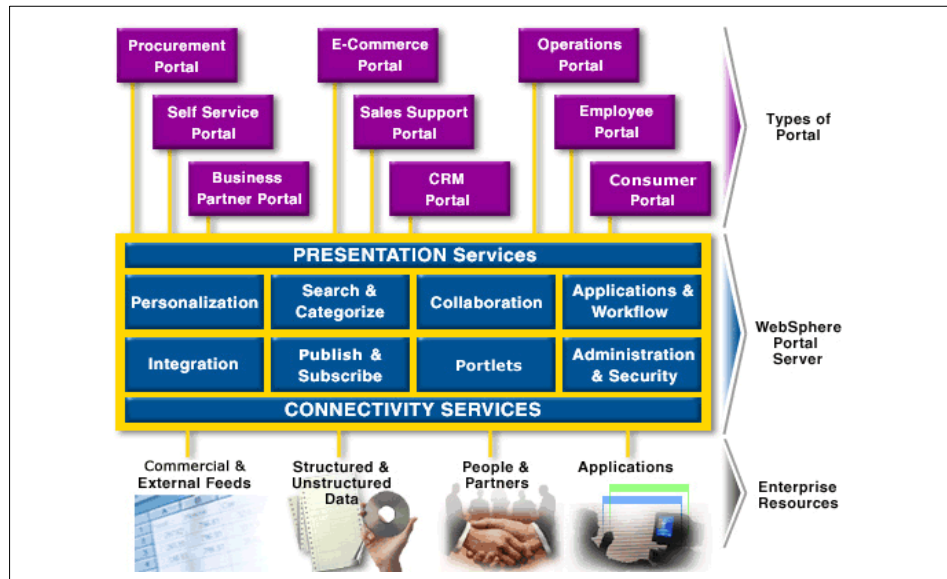 Procurement
Portal
E-Commerce
Portal
Operations
Portal
Self Service
Portal
Sales Support
Portal
Employee
Portal
Business
Partner Portal
CRM
Portal
Consumer
Portal
Types of
Portal
PRESENTATION Services
Personalization
Search &
Categorize
Collaboration
Applications &
Workflow
Integration
Publish &
Subscribe
Portlets
Administration
& Security
CONNECTIVITY SERVICES
WebSphere
Portal
Server
Commercial &
External Feeds
Structured &
Unstructured
Data
People &
Partners
Applications
Enterprise
Resources